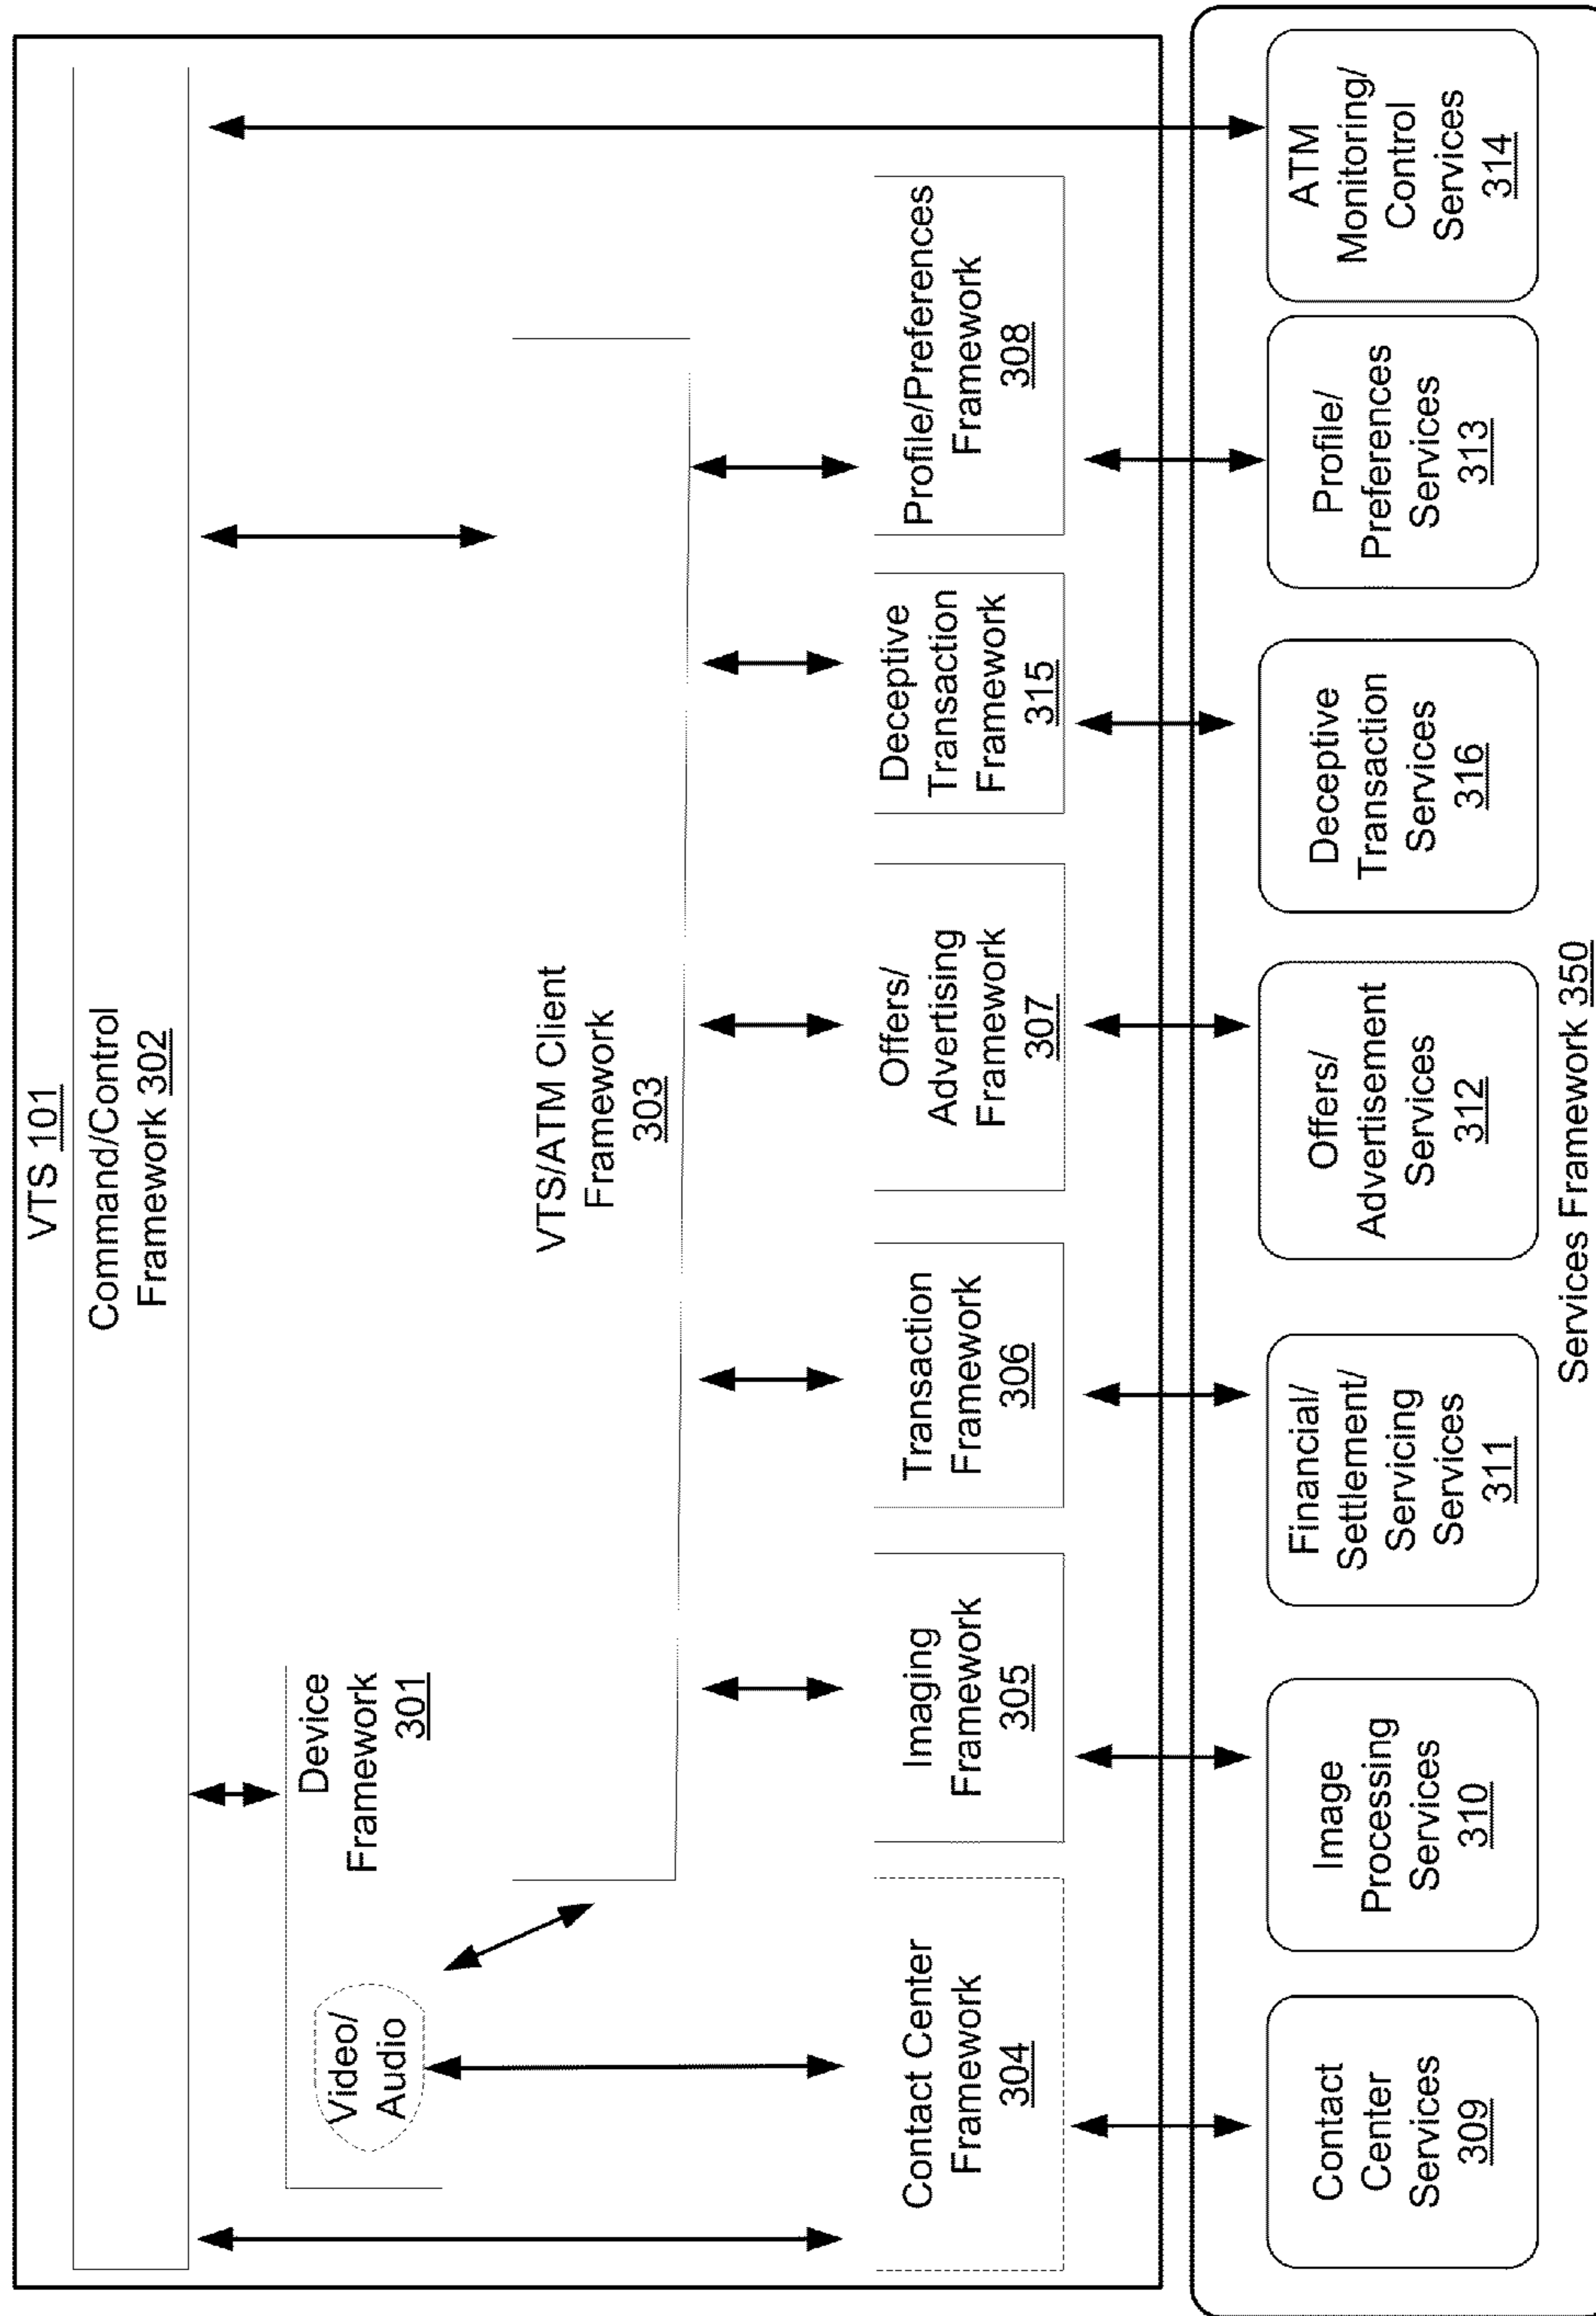 VTS 101
Command/Control
Framework 302
Device
Framework
301
Video/
Audio
VTS/ATM Client
Framework
303
Contact Center
Framework
304
Imaging
Framework
305
Transaction
Framework
306
Offers/
Advertising
Framework
307
Deceptive
Transaction
Framework
315
Profile/Preferences
Framework
308
Contact
Center
Services
309
Image
Processing
Services
310
Financial/
Settlement/
Servicing
Services
311
Offers/
Advertisement
Services
312
Deceptive
Transaction
Services
316
Profile/
Preferences
Services
313
ATM
Monitoring/
Control
Services
314
Services Framework 350